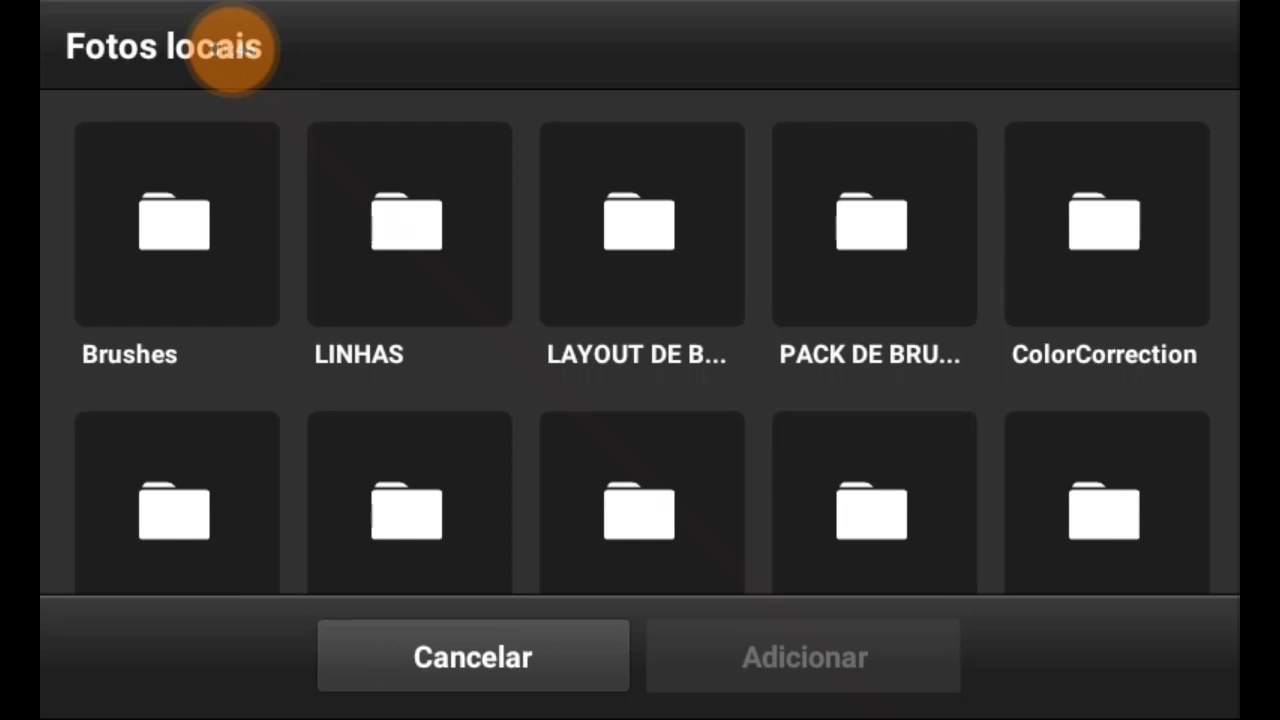 Fotos locais
Brushes
LINHAS
LAYOUT DE B...
PACK DE BRU...
ColorCorrection
Cancelar
Adicionar